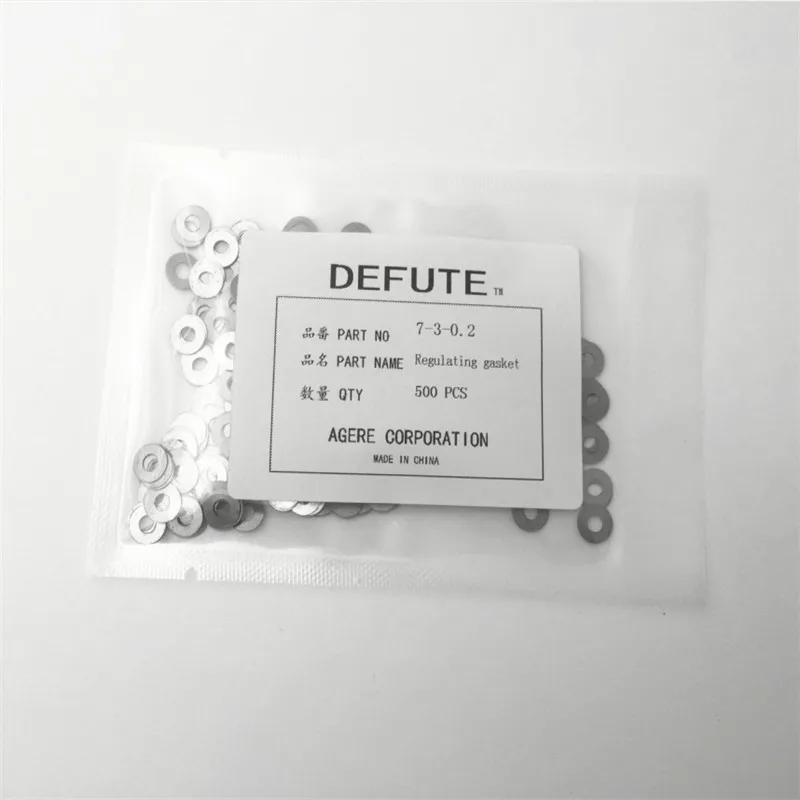 DEFUTE™
品番 PART NO 7-3-0.2
品名 PART NAME Regulating gasket
数量 QTY 500 PCS
AGERE CORPORATION
MADE IN CHINA